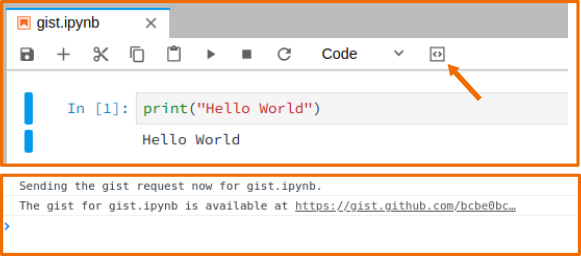 gist.ipynb
Code
In [1]: print("Hello World")
Hello World
Sending the gist request now for gist.ipynb.
The gist for gist.ipynb is available at https://gist.github.com/bcbe0bc…